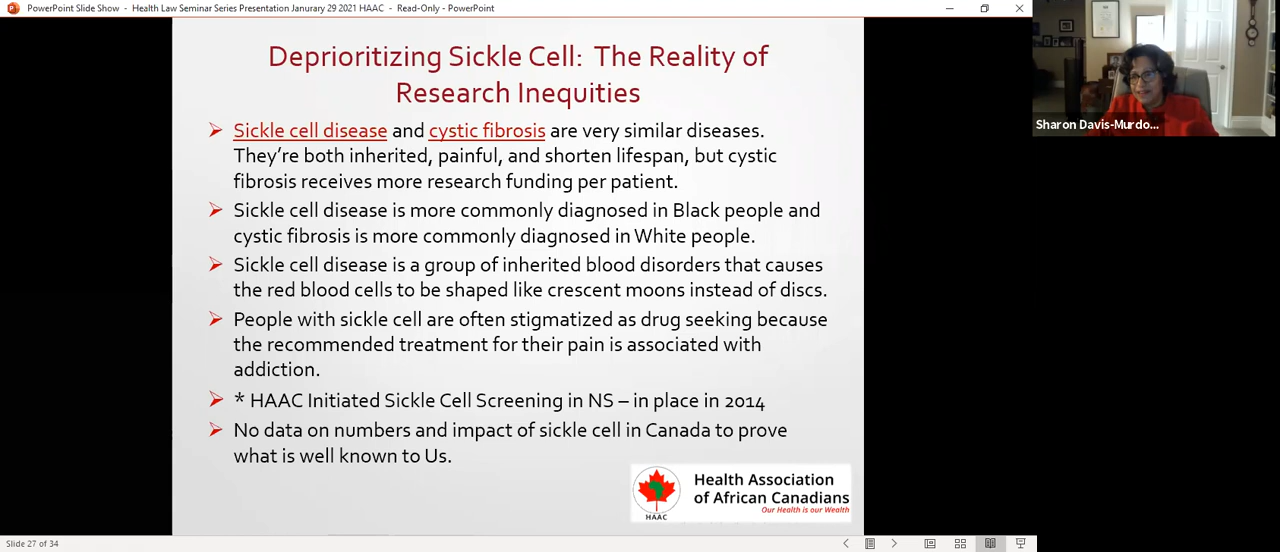 PowerPoint Slide Show - Health Law Seminar Series Presentation Janurary 29 2021 HAAC - Read-Only - PowerPoint
Sharon Davis-Murdo...
Deprioritizing Sickle Cell: The Reality of
Research Inequities
Sickle cell disease and cystic fibrosis are very similar diseases.
They're both inherited, painful, and shorten lifespan, but cystic
fibrosis receives more research funding per patient.
Sickle cell disease is more commonly diagnosed in Black people and
cystic fibrosis is more commonly diagnosed in White people.
Sickle cell disease is a group of inherited blood disorders that causes
the red blood cells to be shaped like crescent moons instead of discs.
People with sickle cell are often stigmatized as drug seeking because
the recommended treatment for their pain is associated with
addiction.
* HAAC Initiated Sickle Cell Screening in NS – in place in 2014
No data on numbers and impact of sickle cell in Canada to prove
what is well known to Us.
Health Association
of African Canadians
Our Health is our Wealth
HAAC
Slide 27 of 34